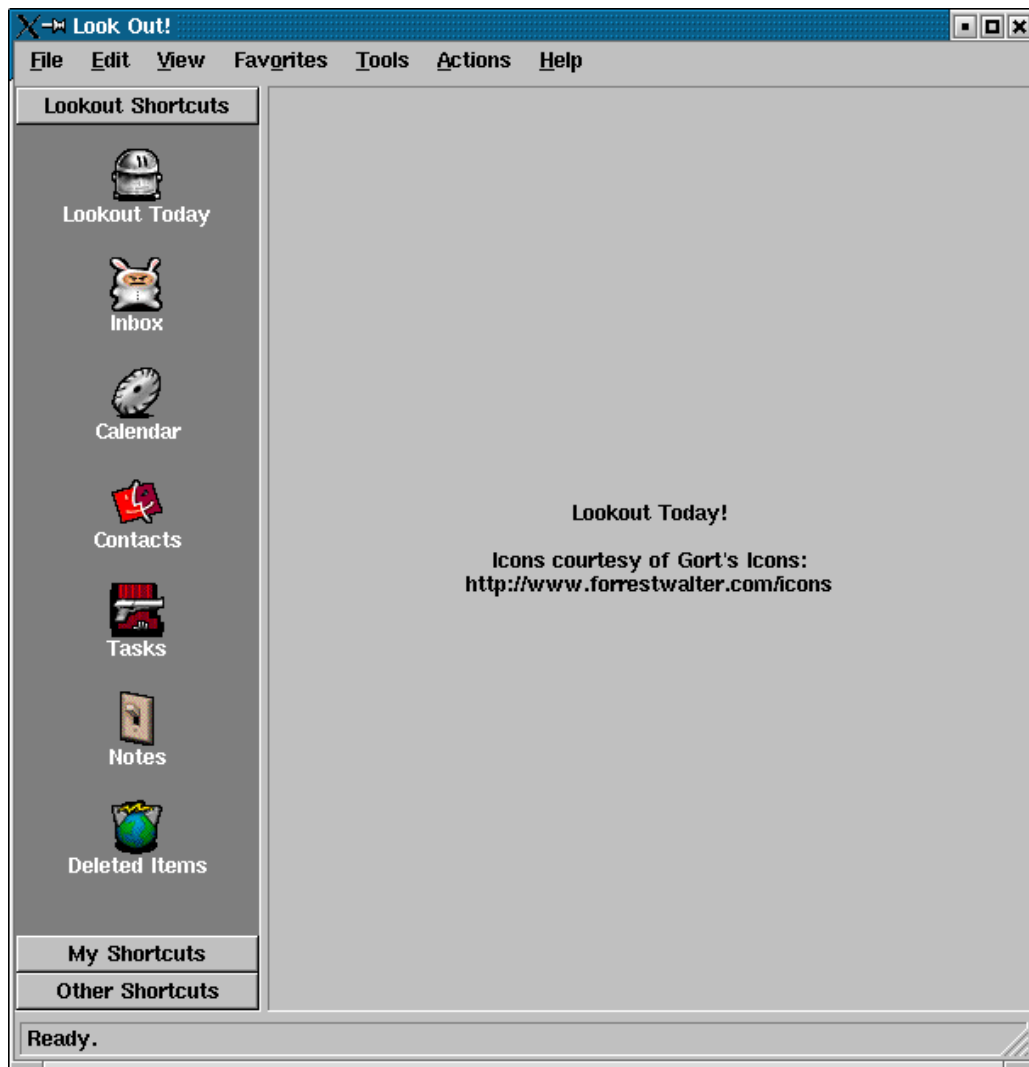 Look Out!
File Edit View Favorites Tools Actions Help
Lookout Shortcuts
Lookout Today
Inbox
Calendar
Contacts
Tasks
Notes
Deleted Items
My Shortcuts
Other Shortcuts
Lookout Today!
Icons courtesy of Gort's Icons:
http://www.forrestwalter.com/icons
Ready.